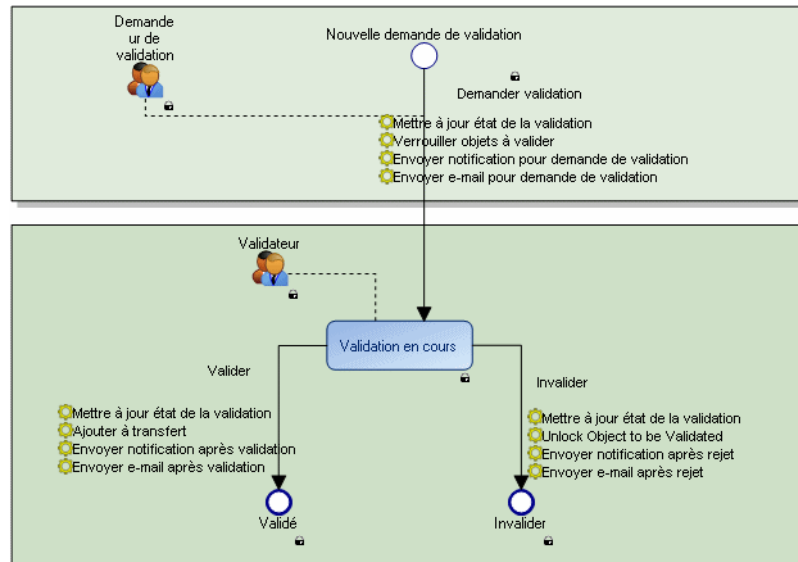 Demande
ur de
validation
Nouvelle demande de validation
Demander validation
Mettre à jour état de la validation
Verrouiller objets à valider
Envoyer notification pour demande de validation
Envoyer e-mail pour demande de validation
Validateur
Validation en cours
Valider
Invalider
Mettre à jour état de la validation
Ajouter à transfert
Envoyer notification après validation
Envoyer e-mail après validation
Mettre à jour état de la validation
Unlock Object to be Validated
Envoyer notification après rejet
Envoyer e-mail après rejet
Validé
Invalider